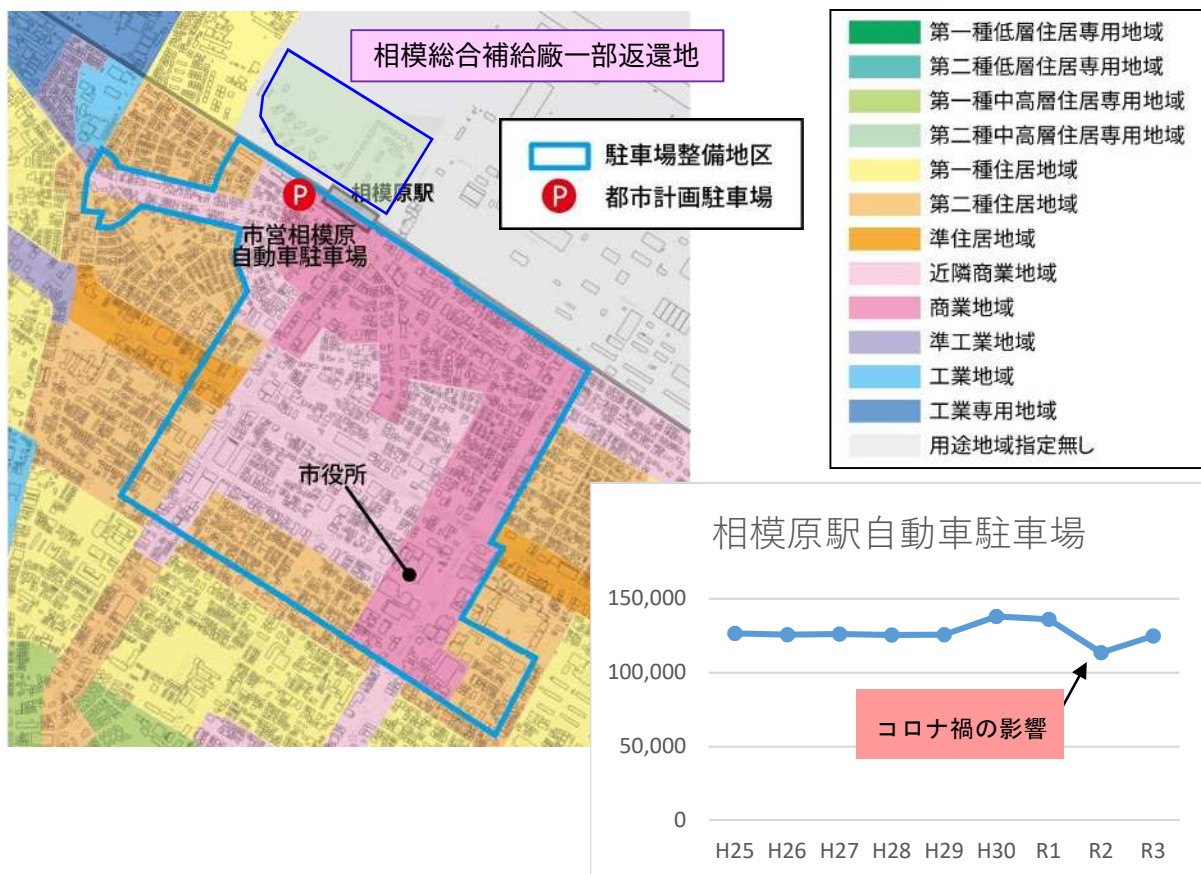 相模総合補給廠一部返還地
駐車場整備地区
P
都市計画駐車場
P
相模原駅
市営相模原
自動車駐車場
市役所
第一種低層住居専用地域
第二種低層住居専用地域
第一種中高層住居専用地域
第二種中高層住居専用地域
第一種住居地域
第二種住居地域
準住居地域
近隣商業地域
商業地域
準工業地域
工業地域
工業専用地域
用途地域指定無し
相模原駅自動車駐車場
150,000
100,000
50,000
0
コロナ禍の影響
H25 H26 H27 H28 H29 H30 R1 R2 R3